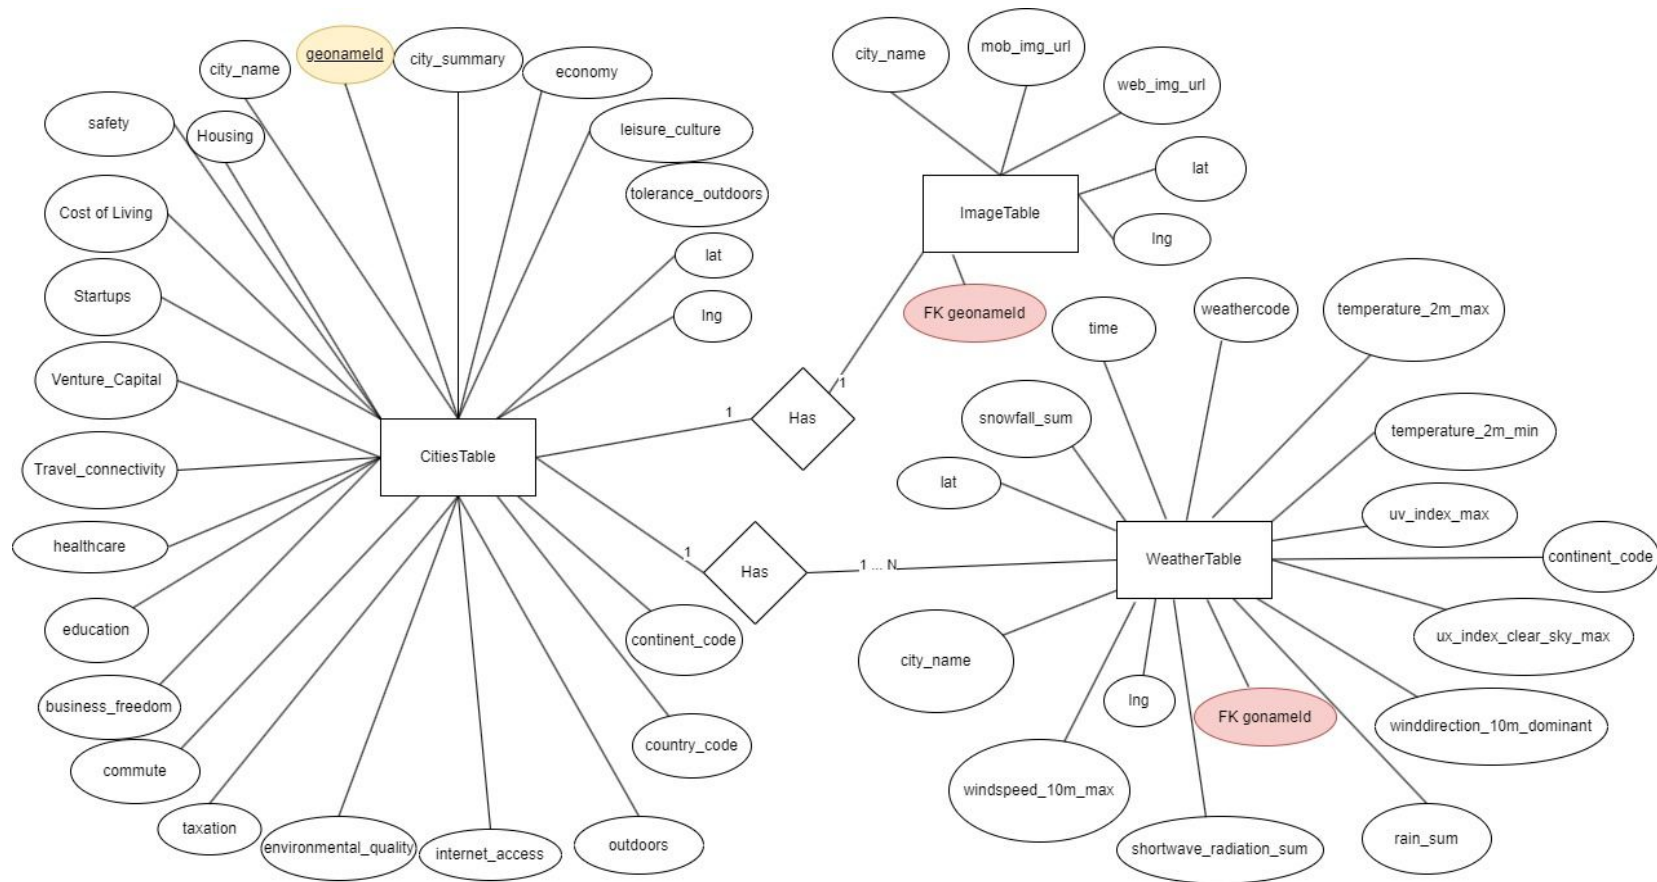 geonameId
city_summary
city_name
economy
safety
Housing
leisure_culture
tolerance_outdoors
Cost of Living
lat
Startups
lng
Venture_Capital
Travel_connectivity
CitiesTable
healthcare
education
continent_code
business_freedom
country_code
commute
taxation
environmental_quality
internet_access
outdoors
1
Has
1
1
Has
1 ... N
city_name
mob_img_url
web_img_url
lat
ImageTable
lng
FK geonameId
time
weathercode
temperature_2m_max
snowfall_sum
temperature_2m_min
lat
uv_index_max
WeatherTable
continent_code
ux_index_clear_sky_max
city_name
lng
FK gonameId
winddirection_10m_dominant
windspeed_10m_max
shortwave_radiation_sum
rain_sum